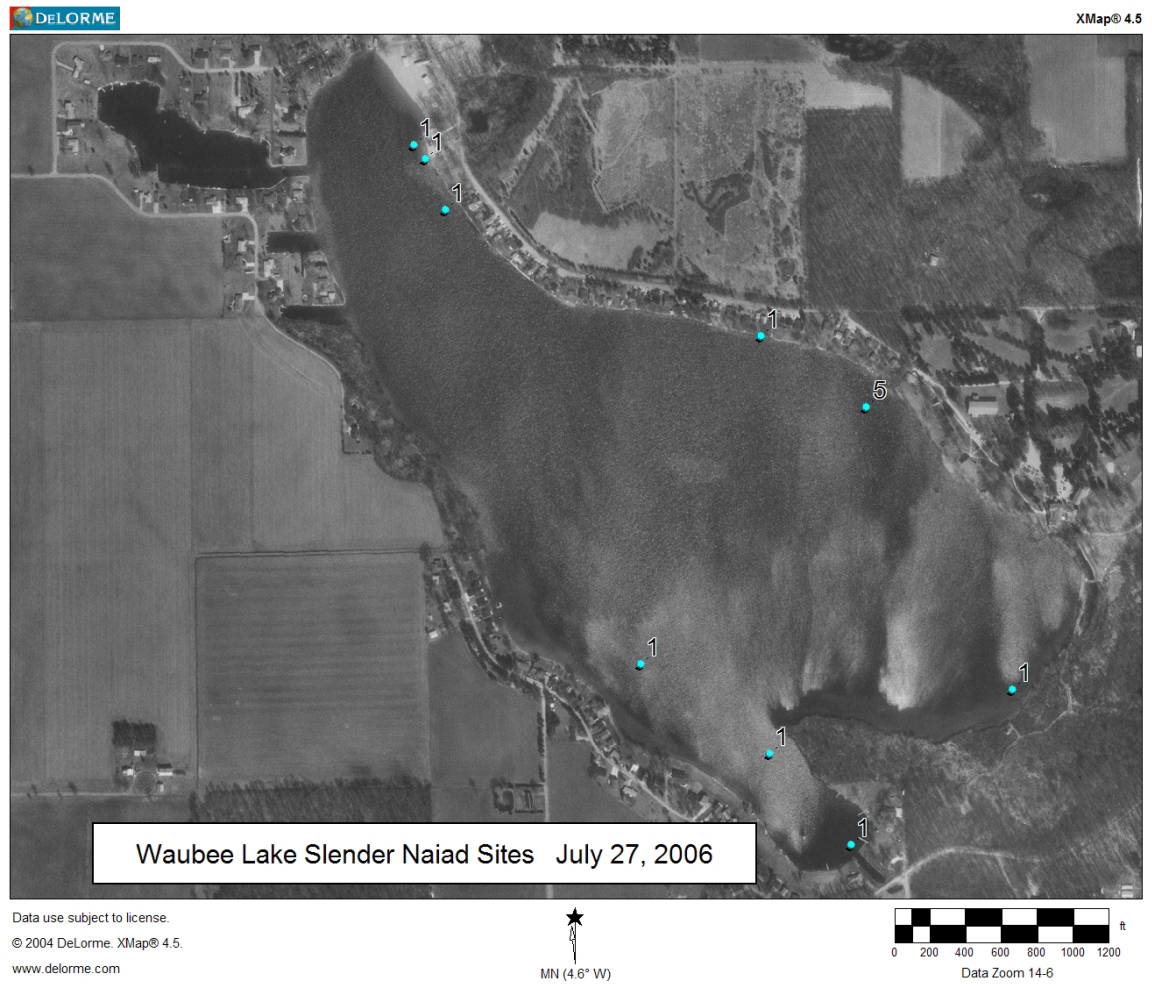 DELORME
XMap® 4.5
1
1
1
1
5
1
1
1
1
Waubee Lake Slender Naiad Sites July 27, 2006
Data use subject to license.
© 2004 DeLorme. XMap® 4.5.
www.delorme.com
MN (4.6° W)
ft
0 200 400 600 800 1000 1200
Data Zoom 14-6